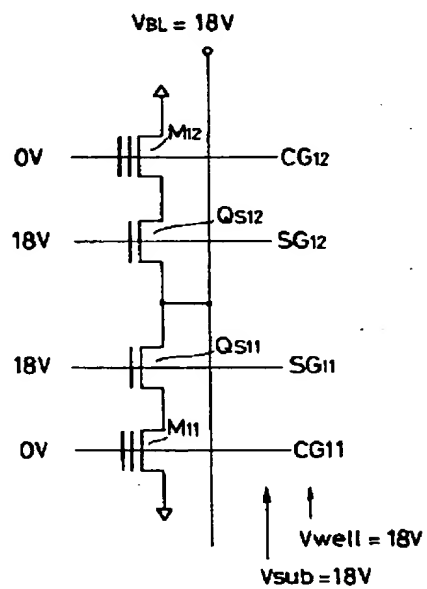 VBL = 18V
M12
0V
CG12
QS12
18V
SG12
QS11
18V
SG11
M11
0V
CG11
Vwell = 18V
Vsub = 18V